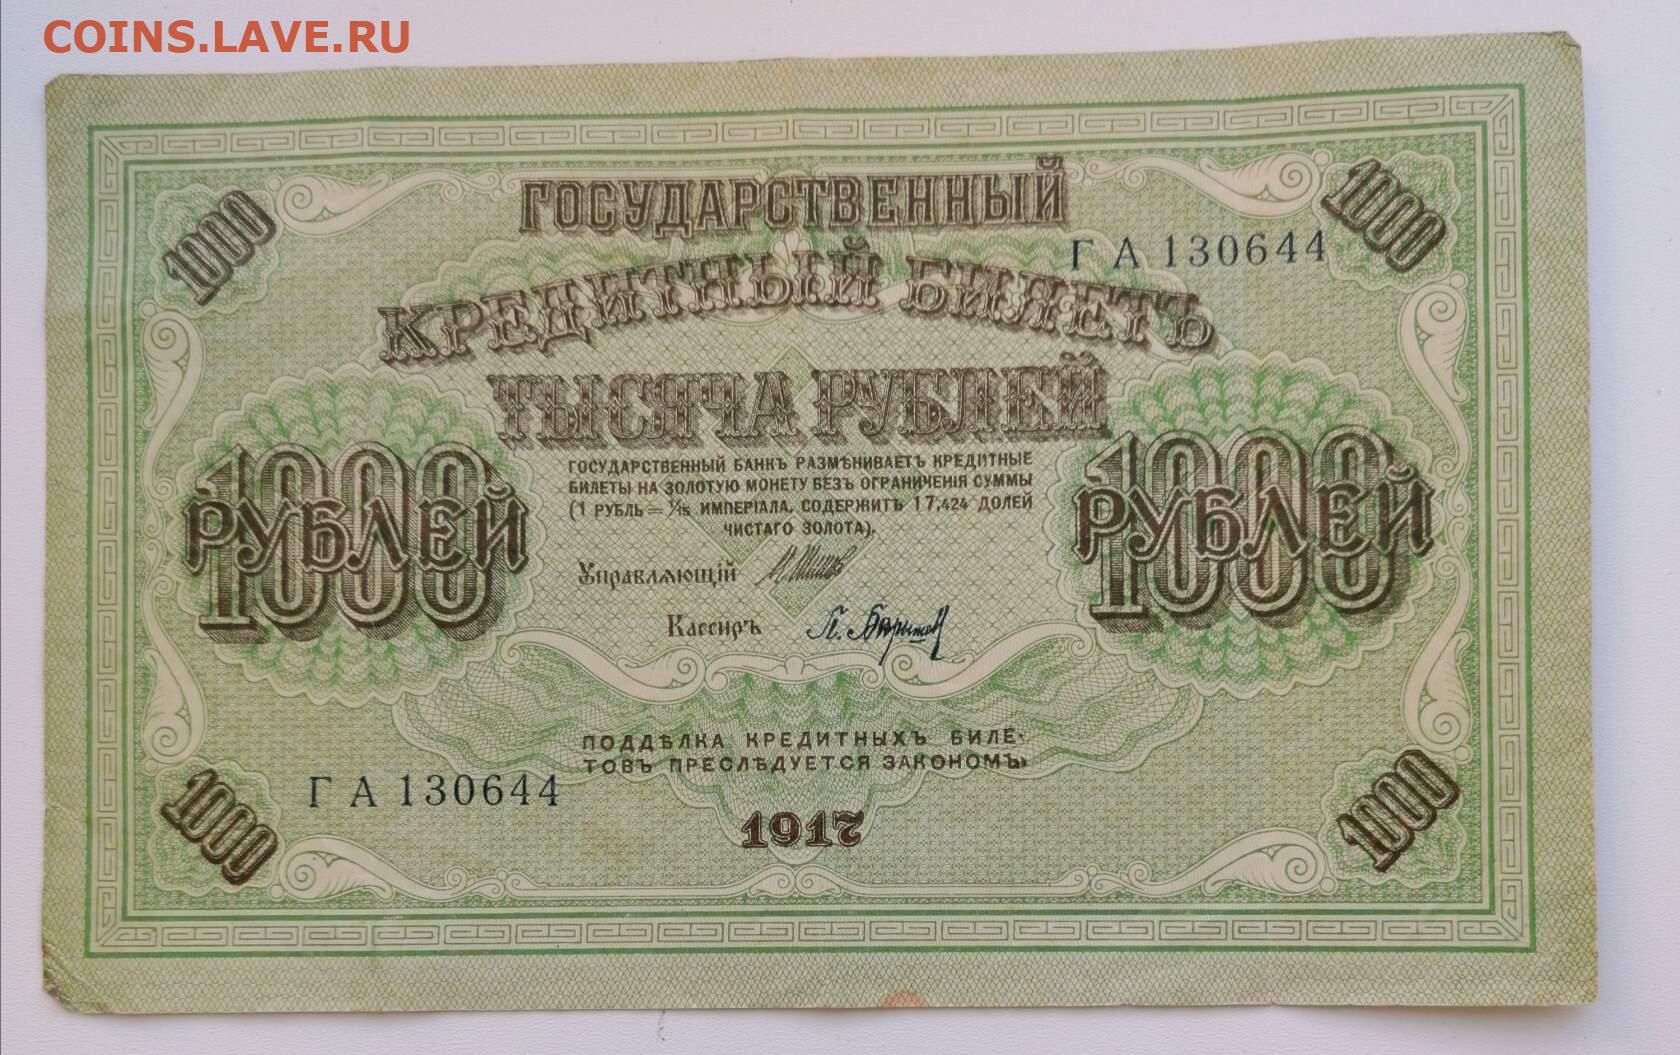 COINS.LAVE.RU
1000
1000
ГОСУДАРСТВЕННЫЙ
ГА 130644
КРЕДИТНЫЙ БИЛЕТЪ
ТЫСЯЧА РУБЛЕЙ
1000
РУБЛЕЙ
1000
РУБЛЕЙ
ГОСУДАРСТВЕННЫЙ БАНКЪ РАЗМѢНИВАЕТЪ КРЕДИТНЫЕ
БИЛЕТЫ НА ЗОЛОТУЮ МОНЕТУ БЕЗЪ ОГРАНИЧЕНІЯ СУММЫ
(1 РУБЛЬ = 1/15 ИМПЕРІАЛА, СОДЕРЖИТЪ 17,424 ДОЛЕЙ
ЧИСТАГО ЗОЛОТА).
Управляющій
Кассиръ
ПОДДѢЛКА КРЕДИТНЫХЪ БИЛЕ-
ТОВЪ ПРЕСЛѢДУЕТСЯ ЗАКОНОМЪ
ГА 130644
1917
1000
1000